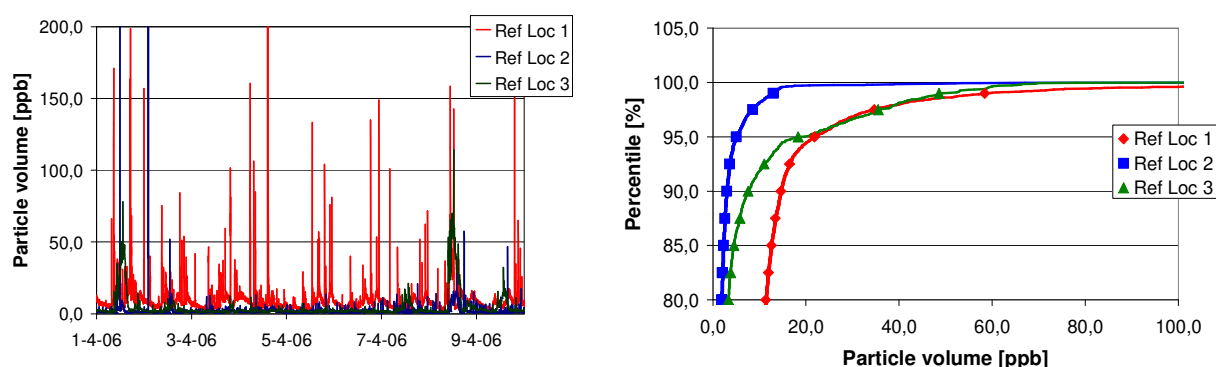 Particle volume [ppb]
200,0
150,0
100,0
50,0
0,0
1-4-06
3-4-06
5-4-06
7-4-06
9-4-06
Ref Loc 1
Ref Loc 2
Ref Loc 3
Percentile [%]
105,0
100,0
95,0
90,0
85,0
80,0
0,0
20,0
40,0
60,0
80,0
100,0
Particle volume [ppb]
Ref Loc 1
Ref Loc 2
Ref Loc 3